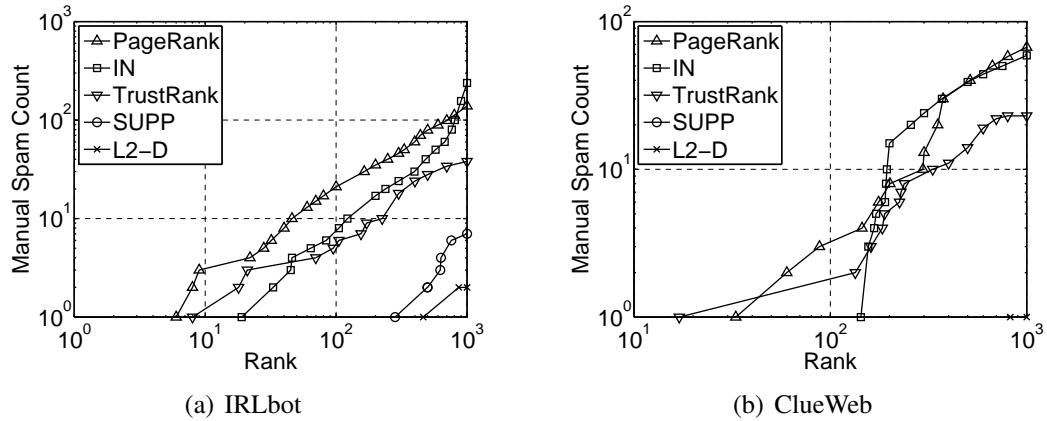 10^3
10^2
10^1
10^0
Manual Spam Count
PageRank
IN
TrustRank
SUPP
L2-D
10^0
10^1
10^2
10^3
Rank
(a) IRLbot
10^2
10^1
10^0
Manual Spam Count
PageRank
IN
TrustRank
SUPP
L2-D
10^1
10^2
10^3
Rank
(b) ClueWeb